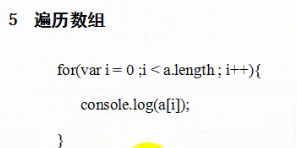 5 遍历数组
for(var i = 0 ;i < a.length ; i++){
console.log(a[i]);
}